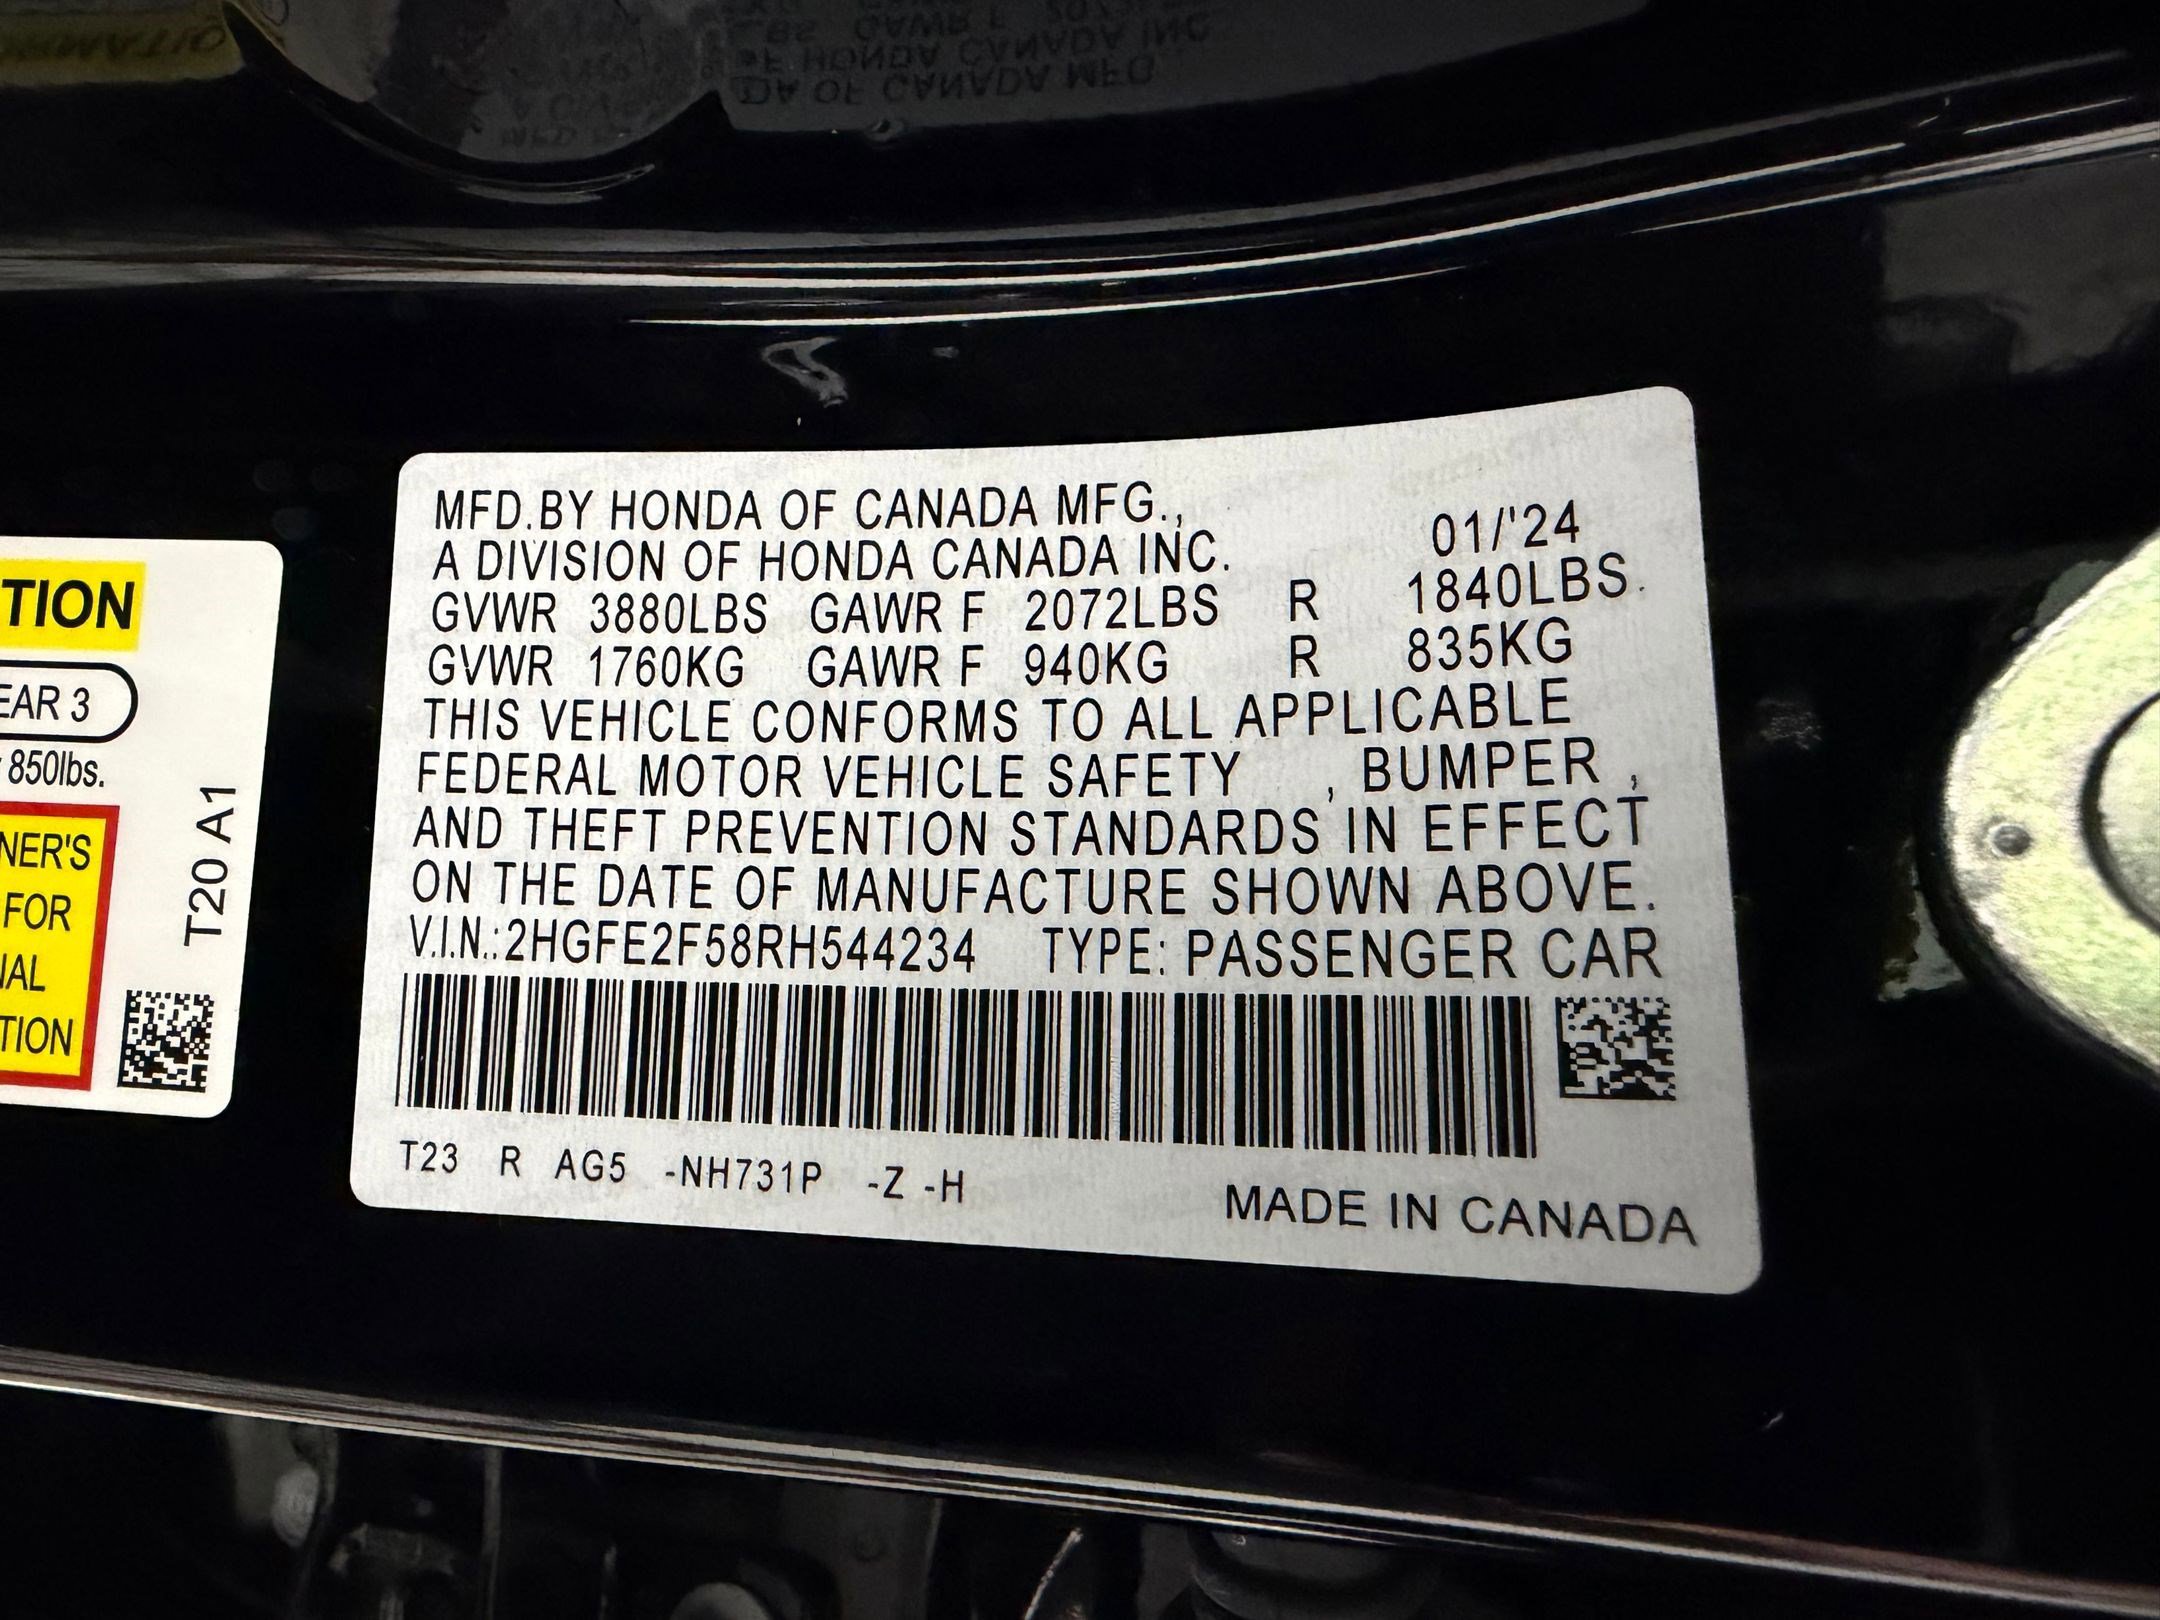 TION
EAR 3
850lbs.
NER'S
FOR
NAL
TION
T20 A1
MFD.BY HONDA OF CANADA MFG.,
A DIVISION OF HONDA CANADA INC. 01/'24
GVWR 3880LBS GAWR F 2072LBS R 1840LBS.
GVWR 1760KG GAWR F 940KG R 835KG
THIS VEHICLE CONFORMS TO ALL APPLICABLE
FEDERAL MOTOR VEHICLE SAFETY , BUMPER ,
AND THEFT PREVENTION STANDARDS IN EFFECT
ON THE DATE OF MANUFACTURE SHOWN ABOVE.
V.I.N.:2HGFE2F58RH544234 TYPE: PASSENGER CAR
T23 R AG5 -NH731P -Z -H
MADE IN CANADA